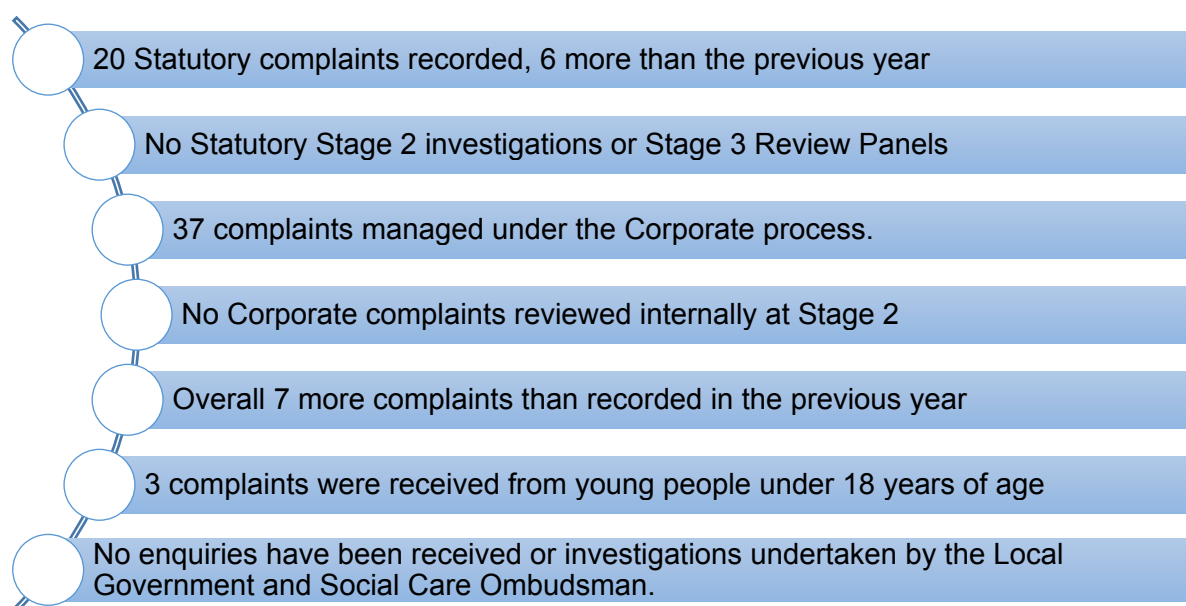 20 Statutory complaints recorded, 6 more than the previous year
No Statutory Stage 2 investigations or Stage 3 Review Panels
37 complaints managed under the Corporate process.
No Corporate complaints reviewed internally at Stage 2
Overall 7 more complaints than recorded in the previous year
3 complaints were received from young people under 18 years of age
No enquiries have been received or investigations undertaken by the Local
Government and Social Care Ombudsman.